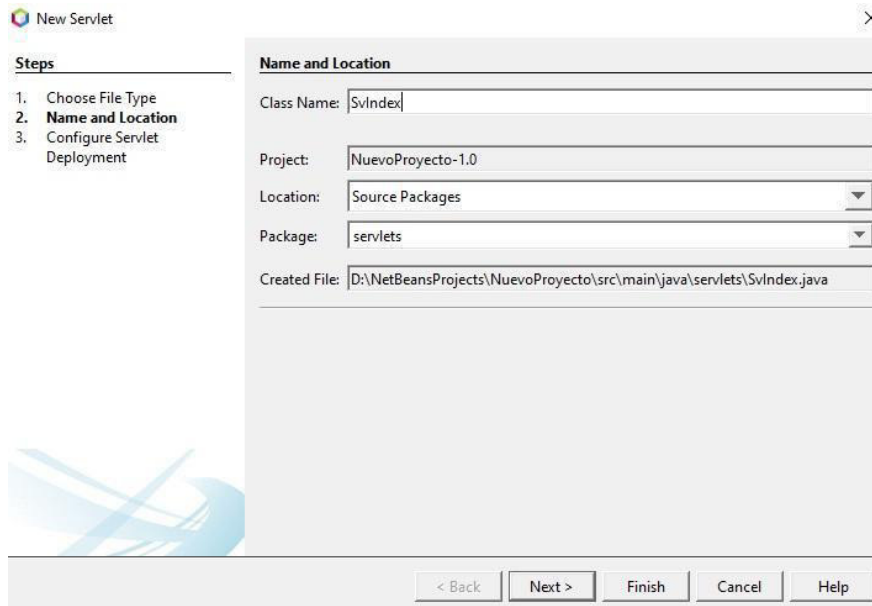 New Servlet
Steps
1. Choose File Type
2. Name and Location
3. Configure Servlet
Deployment
Name and Location
Class Name: SvIndex
Project: NuevoProyecto-1.0
Location: Source Packages
Package: servlets
Created File: D:\NetBeansProjects\NuevoProyecto\src\main\java\servlets\SvIndex.java
< Back Next > Finish Cancel Help